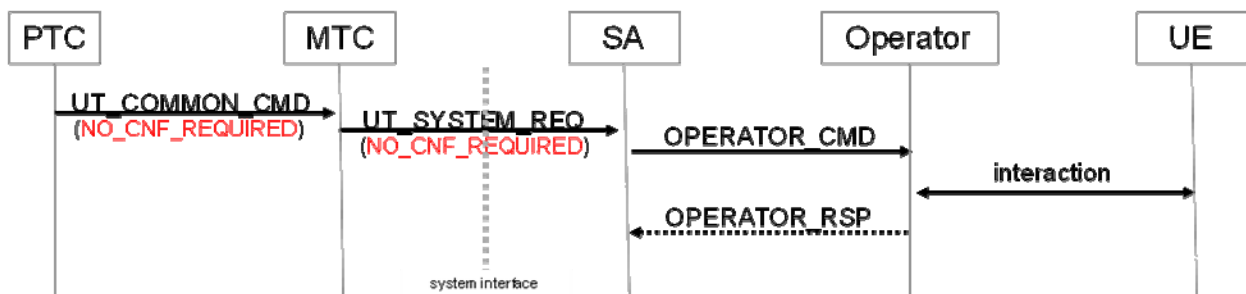 PTC MTC SA Operator UE
UT_COMMON_CMD
(NO_CNF_REQUIRED)
UT_SYSTEM_REQ
(NO_CNF_REQUIRED)
OPERATOR_CMD
interaction
OPERATOR_RSP
system interface